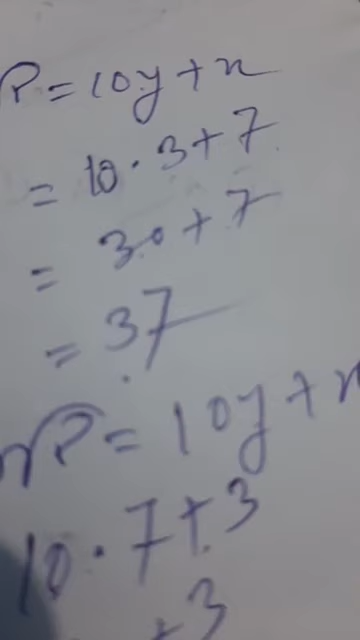 P = 10y + x
= 10 · 3 + 7
= 30 + 7
= 37
= 10y + x
10 · 7 + 3
+ 3